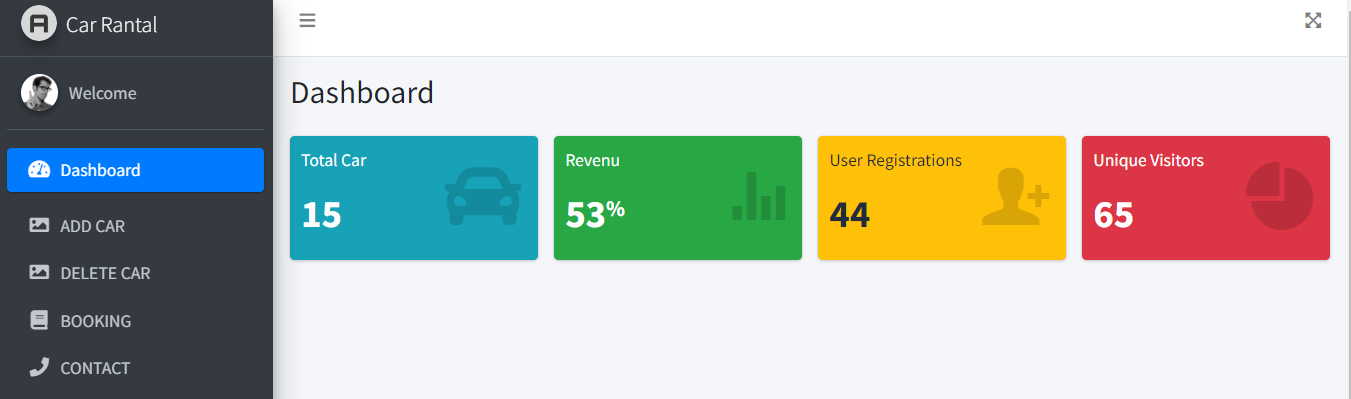 Car Rantal
Welcome
Dashboard
ADD CAR
DELETE CAR
BOOKING
CONTACT
Dashboard
Total Car
15
Revenu
53%
User Registrations
44
Unique Visitors
65